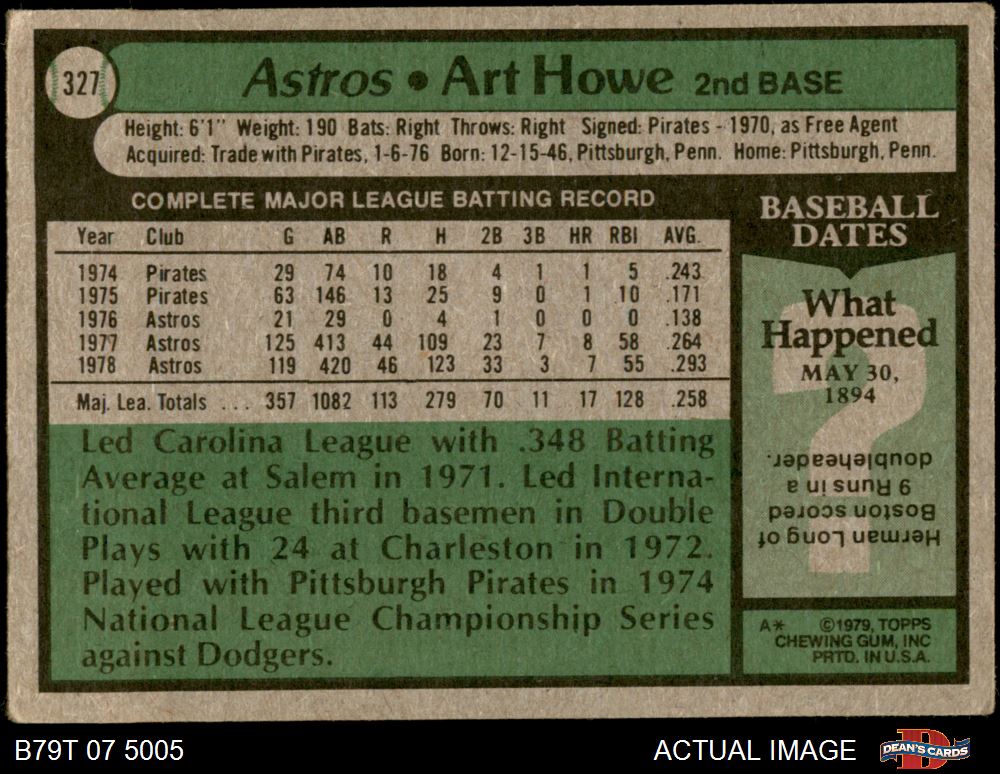 327
Astros • Art Howe 2nd BASE
Height: 6'1" Weight: 190 Bats: Right Throws: Right Signed: Pirates - 1970, as Free Agent
Acquired: Trade with Pirates, 1-6-76 Born: 12-15-46, Pittsburgh, Penn. Home: Pittsburgh, Penn.
COMPLETE MAJOR LEAGUE BATTING RECORD
Year Club G AB R H 2B 3B HR RBI AVG.
1974 Pirates 29 74 10 18 4 1 1 5 .243
1975 Pirates 63 146 13 25 9 0 1 10 .171
1976 Astros 21 29 0 4 1 0 0 0 .138
1977 Astros 125 413 44 109 23 7 8 58 .264
1978 Astros 119 420 46 123 33 3 7 55 .293
Maj. Lea. Totals ... 357 1082 113 279 70 11 17 128 .258
Led Carolina League with .348 Batting
Average at Salem in 1971. Led Interna-
tional League third basemen in Double
Plays with 24 at Charleston in 1972.
Played with Pittsburgh Pirates in 1974
National League Championship Series
against Dodgers.
BASEBALL
DATES
What
Happened
MAY 30,
1894
?
Herman Long of
Boston scored
9 Runs in a
doubleheader.
A* ©1979, TOPPS
CHEWING GUM, INC
PRTD. IN U.S.A.
B79T 07 5005
ACTUAL IMAGE
DEAN'S CARDS